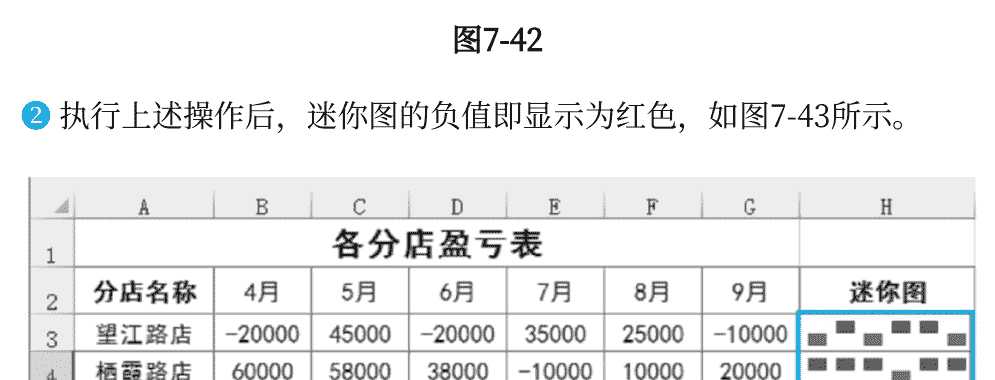 图7-42
2 执行上述操作后，迷你图的负值即显示为红色，如图7-43所示。
A B C D E F G H
1 各分店盈亏表
2 分店名称 4月 5月 6月 7月 8月 9月 迷你图
3 望江路店 -20000 45000 -20000 35000 25000 -10000
4 栖霞路店 60000 58000 38000 -10000 10000 20000